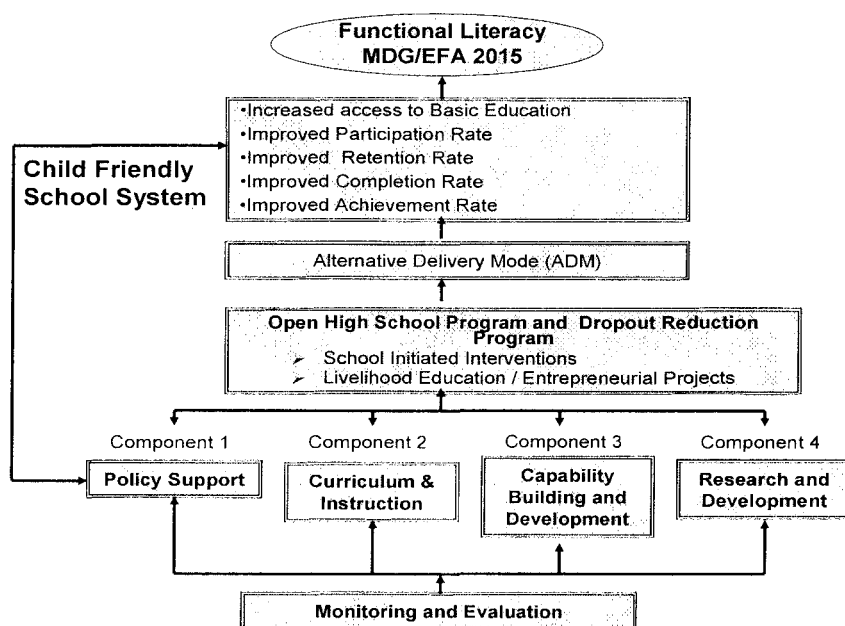 Functional Literacy
MDG/EFA 2015
•Increased access to Basic Education
•Improved Participation Rate
•Improved Retention Rate
•Improved Completion Rate
•Improved Achievement Rate
Child Friendly
School System
Alternative Delivery Mode (ADM)
Open High School Program and Dropout Reduction
Program
➢ School Initiated Interventions
➢ Livelihood Education / Entrepreneurial Projects
Component 1
Policy Support
Component 2
Curriculum &
Instruction
Component 3
Capability
Building and
Development
Component 4
Research and
Development
Monitoring and Evaluation